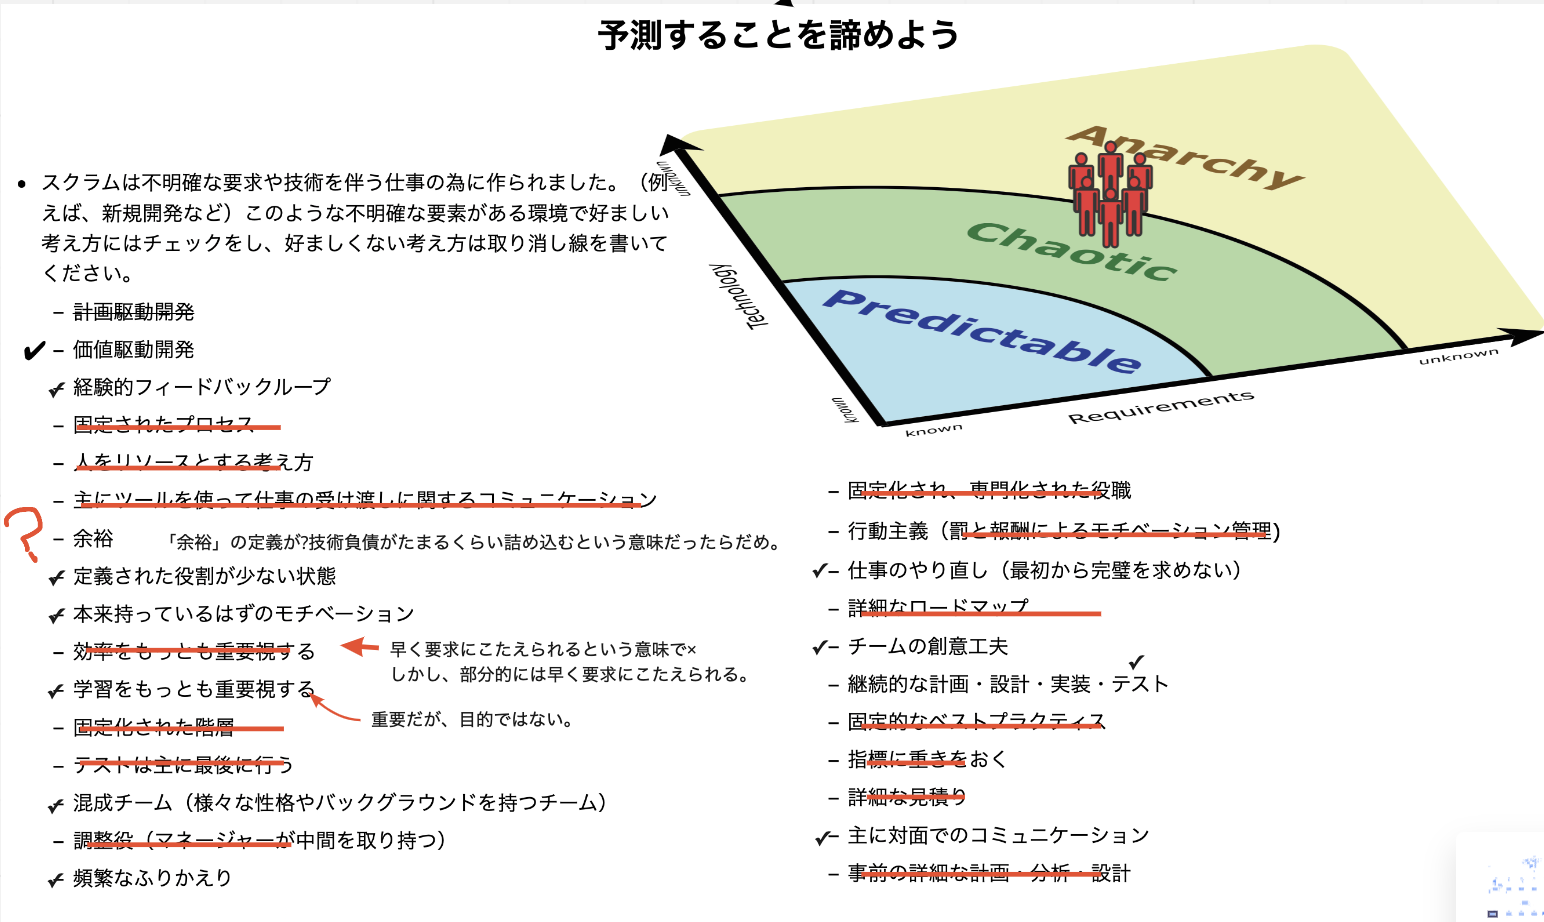 予測することを諦めよう
• スクラムは不明確な要求や技術を伴う仕事の為に作られました。（例
えば、新規開発など）このような不明確な要素がある環境で好ましい
考え方にはチェックをし、好ましくない考え方は取り消し線を書いて
ください。
– 計画駆動開発
✔ – 価値駆動開発
✔ – 経験的フィードバックループ
– 固定されたプロセス
– 人をリソースとする考え方
– 主にツールを使って仕事の受け渡しに関するコミュニケーション
? – 余裕 「余裕」の定義が?技術負債がたまるくらい詰め込むという意味だったらだめ。
✔ – 定義された役割が少ない状態
✔ – 本来持っているはずのモチベーション
– 効率をもっとも重要視する
早く要求にこたえられるという意味で×
しかし、部分的には早く要求にこたえられる。
✔ – 学習をもっとも重要視する
重要だが、目的ではない。
– 固定化された階層
– テストは主に最後に行う
✔ – 混成チーム（様々な性格やバックグラウンドを持つチーム）
– 調整役（マネージャーが中間を取り持つ）
✔ – 頻繁なふりかえり
Anarchy
Chaotic
Predictable
unknown
Technology
known
known
Requirements
unknown
– 固定化され、専門化された役職
– 行動主義（罰と報酬によるモチベーション管理)
✔ – 仕事のやり直し（最初から完璧を求めない）
– 詳細なロードマップ
✔ – チームの創意工夫
✔
– 継続的な計画・設計・実装・テスト
– 固定的なベストプラクティス
– 指標に重きをおく
– 詳細な見積り
✔ – 主に対面でのコミュニケーション
– 事前の詳細な計画・分析・設計